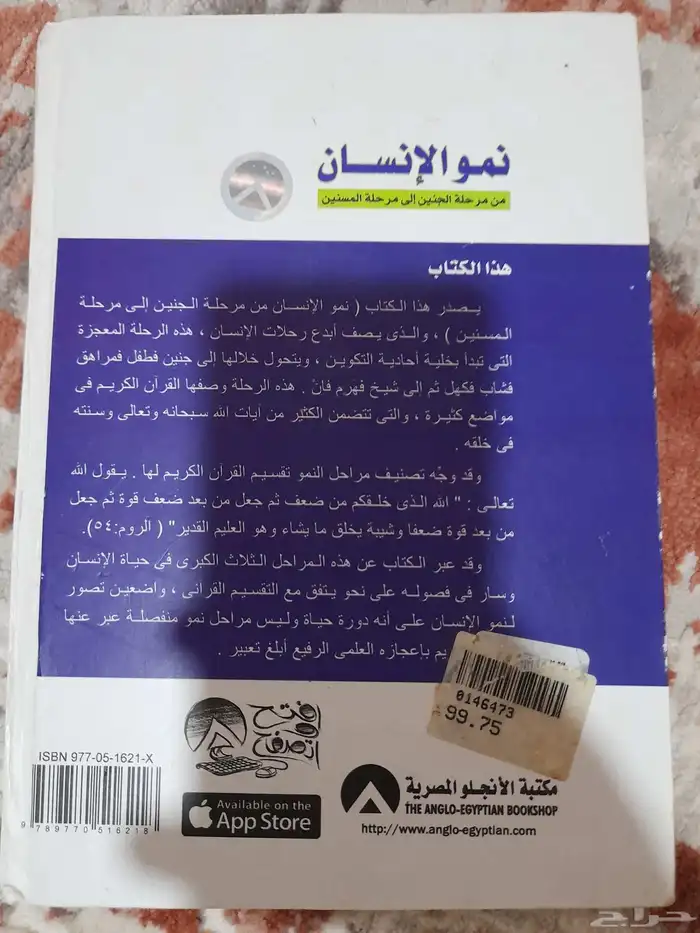 نمو الإنسان
من مرحلة الجنين إلى مرحلة المسنين
هذا الكتاب
يصدر هذا الكتاب ( نمو الإنسان من مرحلة الجنين إلى مرحلة
المسنين ) ، والذى يصف أبدع رحلات الإنسان ، هذه الرحلة المعجزة
التى تبدأ بخلية أحادية التكوين ، ويتحول خلالها إلى جنين فطفل فمراهق
فشاب فكهل ثم إلى شيخ فهرم فانْ . هذه الرحلة وصفها القرآن الكريم فى
مواضع كثيرة ، والتى تتضمن الكثير من آيات الله سبحانه وتعالى وسنته
فى خلقه .
وقد وجَّه تصنيف مراحل النمو تقسيم القرآن الكريم لها . يقول الله
تعالى : " الله الذى خلقكم من ضعف ثم جعل من بعد ضعف قوة ثم جعل
من بعد قوة ضعفا وشيبة يخلق ما يشاء وهو العليم القدير" ( الروم:٥٤).
وقد عبر الكتاب عن هذه المراحل الثلاث الكبرى فى حياة الإنسان
وسار فى فصوله على نحو يتفق مع التقسيم القرآنى ، واضعين تصور
لنمو الإنسان على أنه دورة حياة وليس مراحل نمو منفصلة عبر عنها
يم بإعجازه العلمى الرفيع أبلغ تعبير .
0146473
99.75
ISBN 977-05-1621-X
9 789770 516218
Available on the
App Store
مكتبة الأنجلو المصرية
THE ANGLO-EGYPTIAN BOOKSHOP
http://www.anglo-egyptian.com
حراج